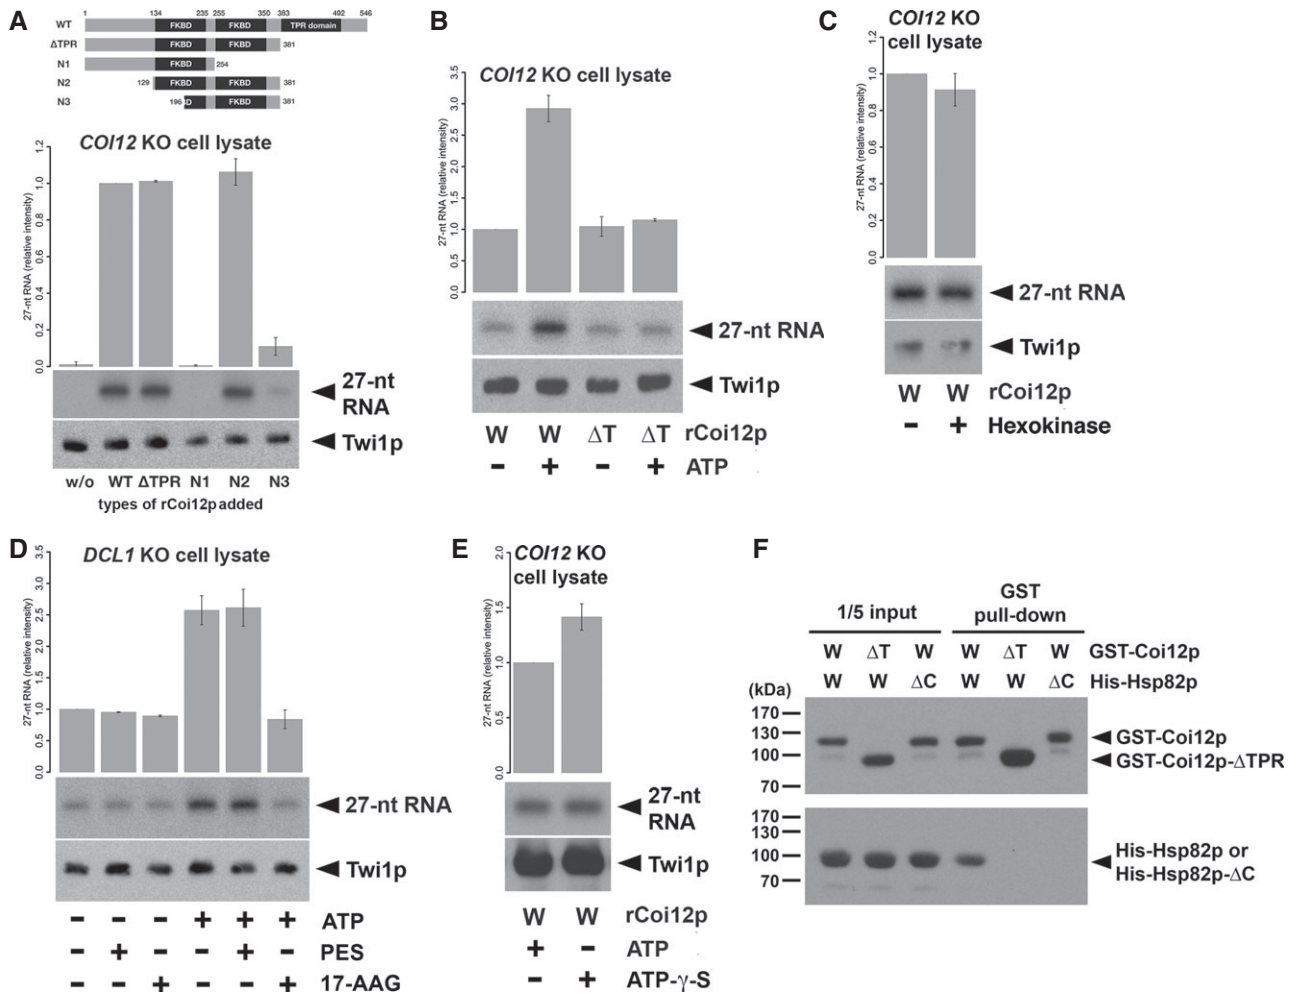 A
1 134 235 255 350 383 492 546
WT FKBD FKBD TPR domain
ΔTPR FKBD FKBD 381
N1 FKBD 254
N2 129 FKBD FKBD 381
N3 196 FKBD 381
COI12 KO cell lysate
27-nt RNA (relative intensity)
1.2
1.0
0.8
0.6
0.4
0.2
0.0
27-nt
RNA
Twi1p
w/o WT ΔTPR N1 N2 N3
types of rCoi12p added
B
COI12 KO cell lysate
27-nt RNA (relative intensity)
3.5
3.0
2.5
2.0
1.5
1.0
0.5
0.0
27-nt RNA
Twi1p
W W ΔT ΔT rCoi12p
- + - + ATP
C
COI12 KO
cell lysate
27-nt RNA (relative intensity)
1.2
1.0
0.8
0.6
0.4
0.2
0.0
27-nt RNA
Twi1p
W W rCoi12p
- + Hexokinase
D
DCL1 KO cell lysate
27-nt RNA (relative intensity)
3.5
3.0
2.5
2.0
1.5
1.0
0.5
0.0
27-nt RNA
Twi1p
- - - + + + ATP
- + - - + - PES
- - + - - + 17-AAG
E
COI12 KO
cell lysate
27-nt RNA (relative intensity)
2.0
1.5
1.0
0.5
0.0
27-nt
RNA
Twi1p
W W rCoi12p
+ - ATP
- + ATP-γ-S
F
1/5 input
GST
pull-down
W ΔT W W ΔT W GST-Coi12p
W W ΔC W W ΔC His-Hsp82p
(kDa)
170
130
100
70
GST-Coi12p
GST-Coi12p-ΔTPR
170
130
100
70
His-Hsp82p or
His-Hsp82p-ΔC